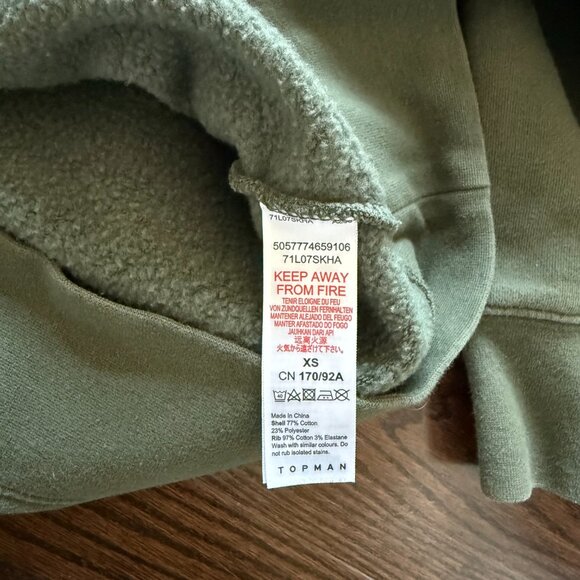 71L07SKHA
5057774659106
71L07SKHA
KEEP AWAY
FROM FIRE
TENIR ELOIGNE DU FEU
VON ZUNDQUELLEN FERNHALTEN
MANTENER ALEJADO DEL FEUGO
MANTER AFASTADO DO FOGO
JAUHKAN DARI API
远离火源
火気から遠ざけて下さい
XS
CN 170/92A
40
Made in China
Shell 77% Cotton
23% Polyester
Rib 97% Cotton 3% Elastane
Wash with similar colours. Do
not rub isolated stains.
TOPMAN